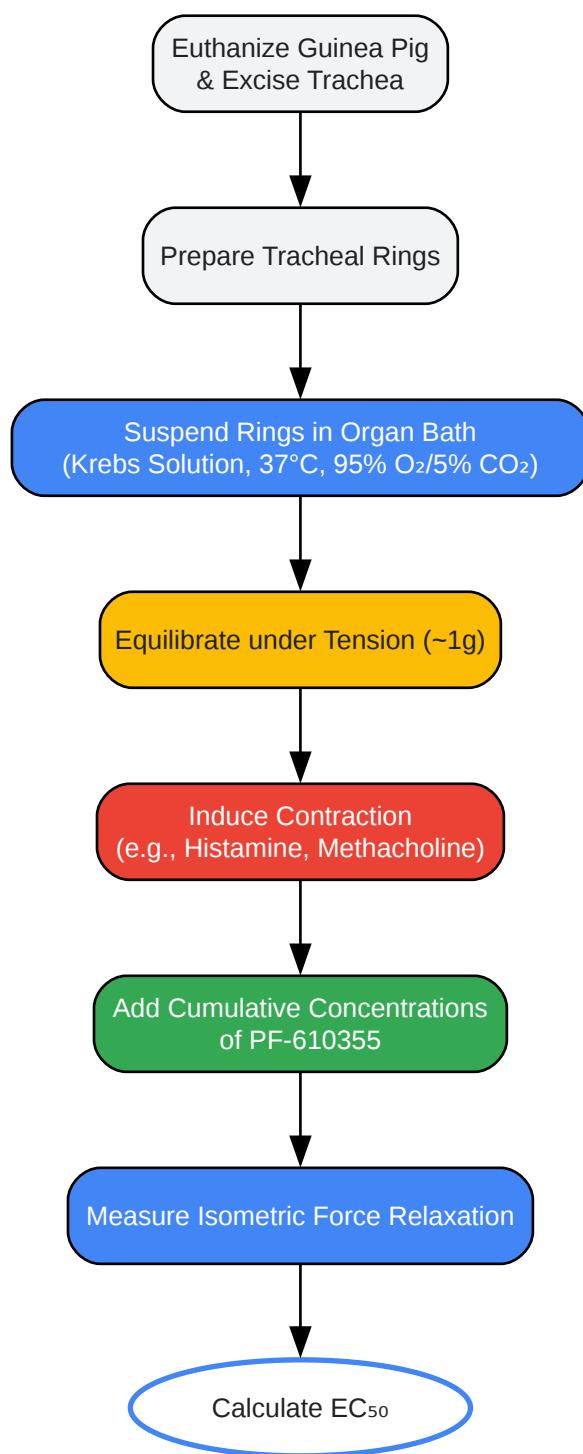 Euthanize Guinea Pig
& Excise Trachea
Prepare Tracheal Rings
Suspend Rings in Organ Bath
(Krebs Solution, 37°C, 95% O₂/5% CO₂)
Equilibrate under Tension (~1g)
Induce Contraction
(e.g., Histamine, Methacholine)
Add Cumulative Concentrations
of PF-610355
Measure Isometric Force Relaxation
Calculate EC₅₀